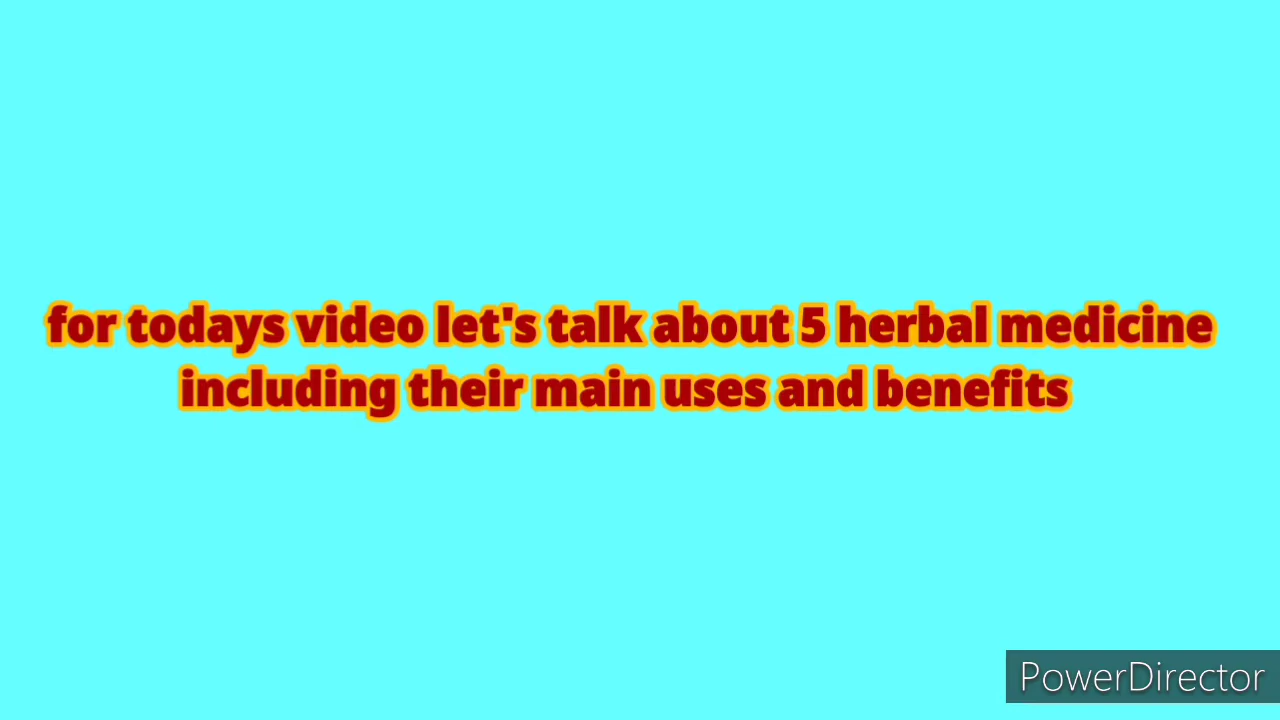 for todays video let's talk about 5 herbal medicine
including their main uses and benefits
PowerDirector